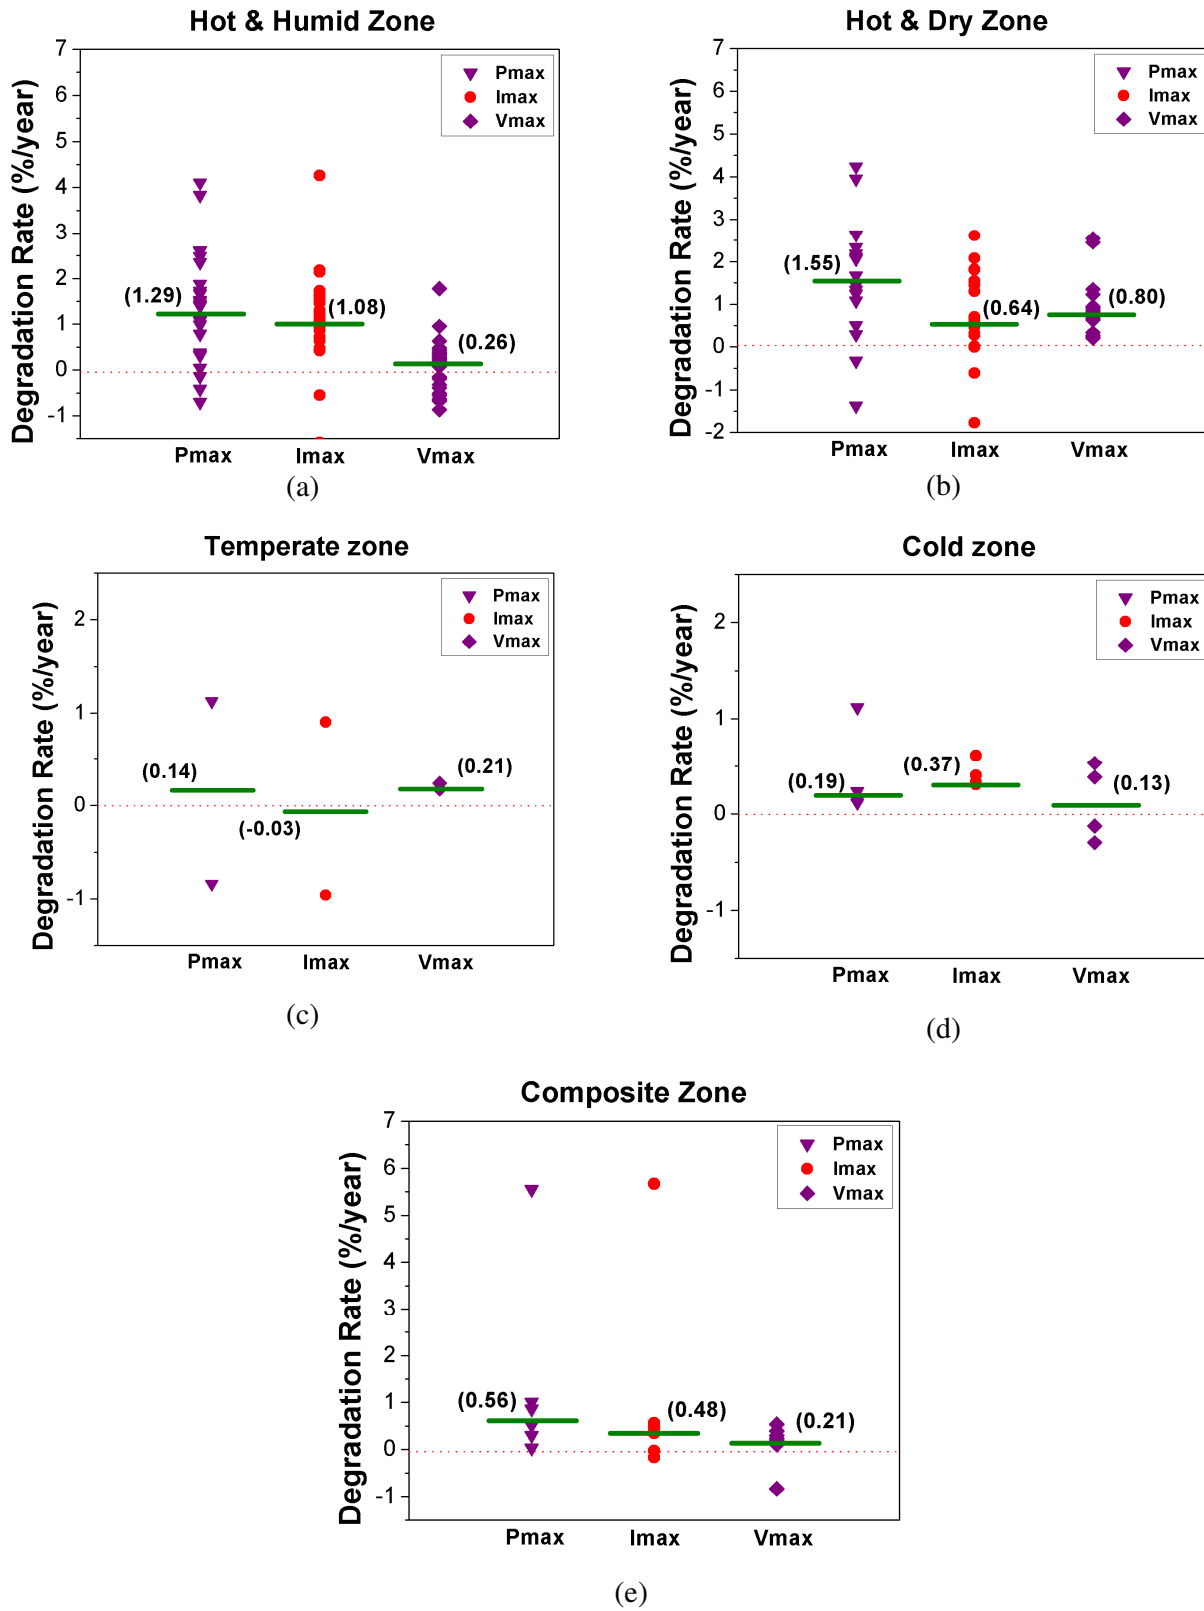 Hot & Humid Zone
Degradation Rate (%/year)
7
6
5
4
3
2
1
0
-1
Pmax
Imax
Vmax
(1.29)
(1.08)
(0.26)
Pmax Imax Vmax
(a)
Hot & Dry Zone
Degradation Rate (%/year)
7
6
5
4
3
2
1
0
-1
-2
Pmax
Imax
Vmax
(1.55)
(0.64)
(0.80)
Pmax Imax Vmax
(b)
Temperate zone
Degradation Rate (%/year)
2
1
0
-1
Pmax
Imax
Vmax
(0.14)
(-0.03)
(0.21)
Pmax Imax Vmax
(c)
Cold zone
Degradation Rate (%/year)
2
1
0
-1
Pmax
Imax
Vmax
(0.19)
(0.37)
(0.13)
Pmax Imax Vmax
(d)
Composite Zone
Degradation Rate (%/year)
7
6
5
4
3
2
1
0
-1
Pmax
Imax
Vmax
(0.56)
(0.48)
(0.21)
Pmax Imax Vmax
(e)